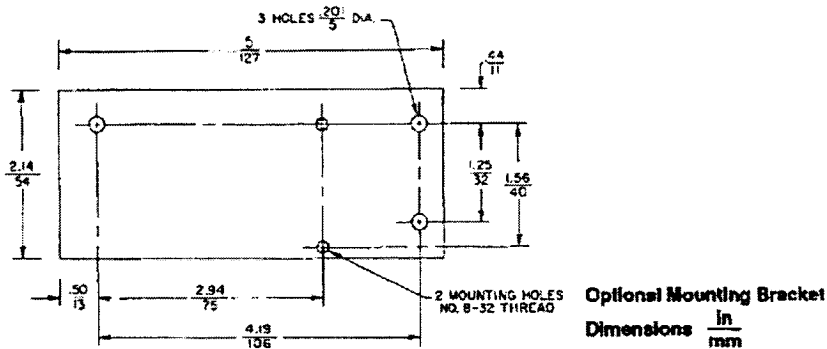 3 HOLES .20/5 DIA.
5/127
.44/11
2.14/54
1.25/32
1.56/40
.50/13
2.94/75
2 MOUNTING HOLES
NO. 8-32 THREAD
4.19/106
Optional Mounting Bracket
Dimensions in/mm